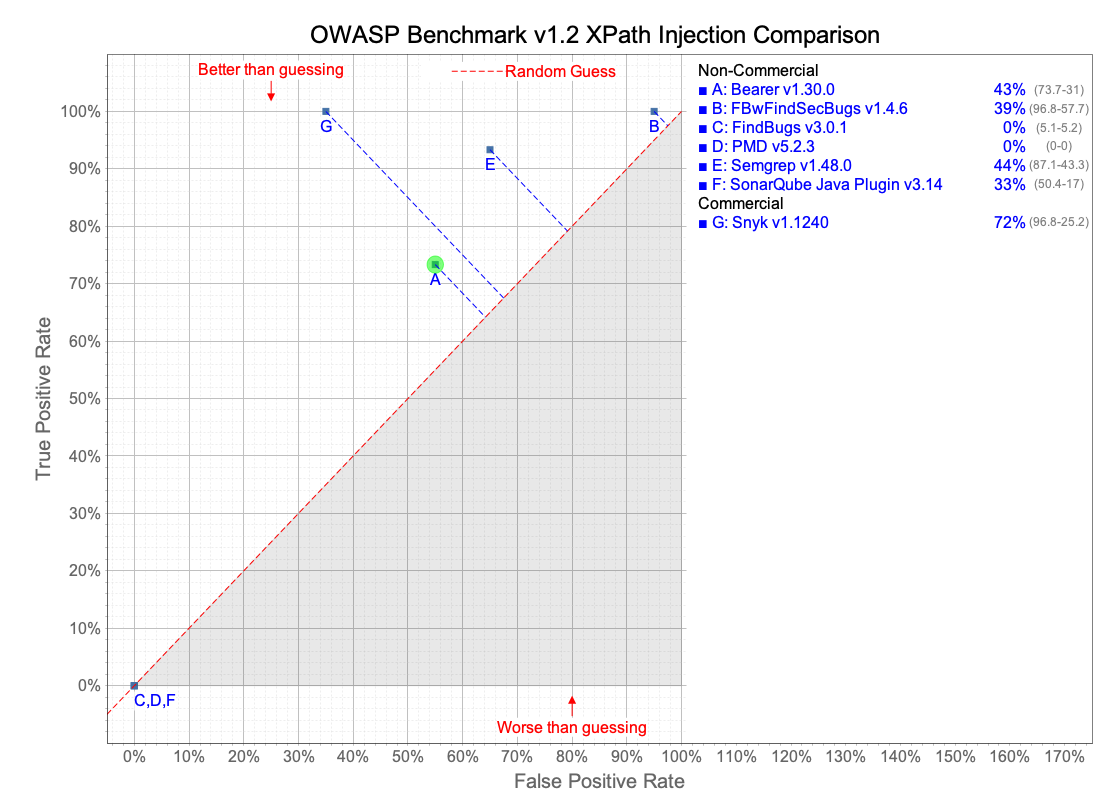 OWASP Benchmark v1.2 XPath Injection Comparison
Better than guessing
Random Guess
Non-Commercial
A: Bearer v1.30.0 43% (73.7-31)
B: FBwFindSecBugs v1.4.6 39% (96.8-57.7)
C: FindBugs v3.0.1 0% (5.1-5.2)
D: PMD v5.2.3 0% (0-0)
E: Semgrep v1.48.0 44% (87.1-43.3)
F: SonarQube Java Plugin v3.14 33% (50.4-17)
Commercial
G: Snyk v1.1240 72% (96.8-25.2)
100%
90%
80%
70%
60%
50%
40%
30%
20%
10%
0%
True Positive Rate
G
B
E
A
C,D,F
Worse than guessing
0% 10% 20% 30% 40% 50% 60% 70% 80% 90% 100% 110% 120% 130% 140% 150% 160% 170%
False Positive Rate